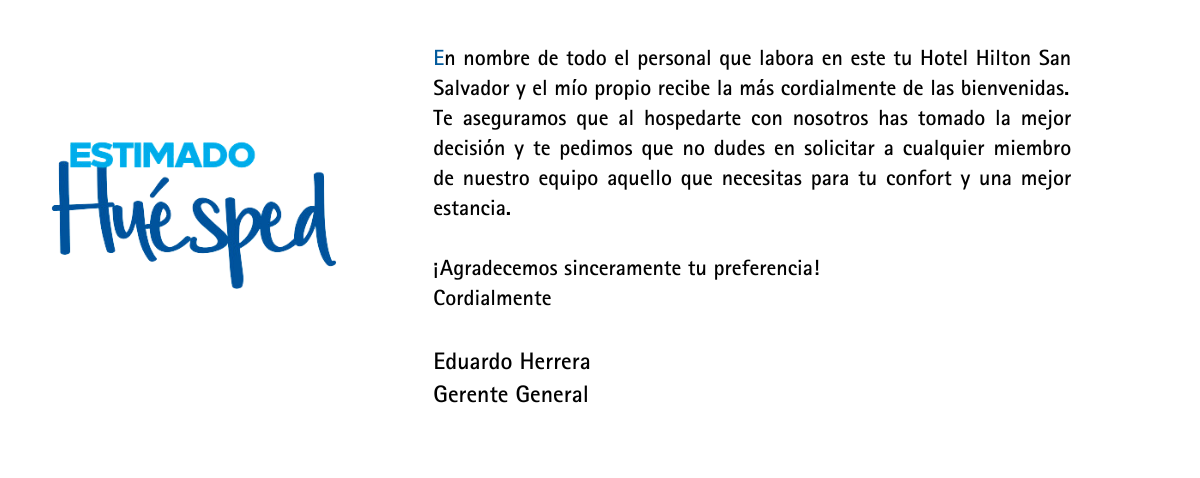 ESTIMADO
Huésped
En nombre de todo el personal que labora en este tu Hotel Hilton San
Salvador y el mío propio recibe la más cordialmente de las bienvenidas.
Te aseguramos que al hospedarte con nosotros has tomado la mejor
decisión y te pedimos que no dudes en solicitar a cualquier miembro
de nuestro equipo aquello que necesitas para tu confort y una mejor
estancia.
¡Agradecemos sinceramente tu preferencia!
Cordialmente
Eduardo Herrera
Gerente General